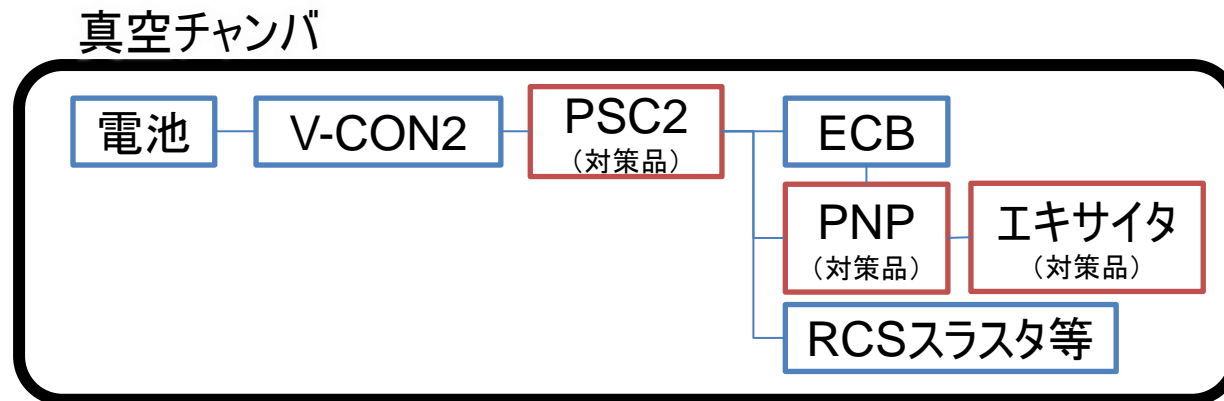 真空チャンバ
電池
V-CON2
PSC2
（対策品）
ECB
PNP
（対策品）
エキサイタ
（対策品）
RCSスラスタ等